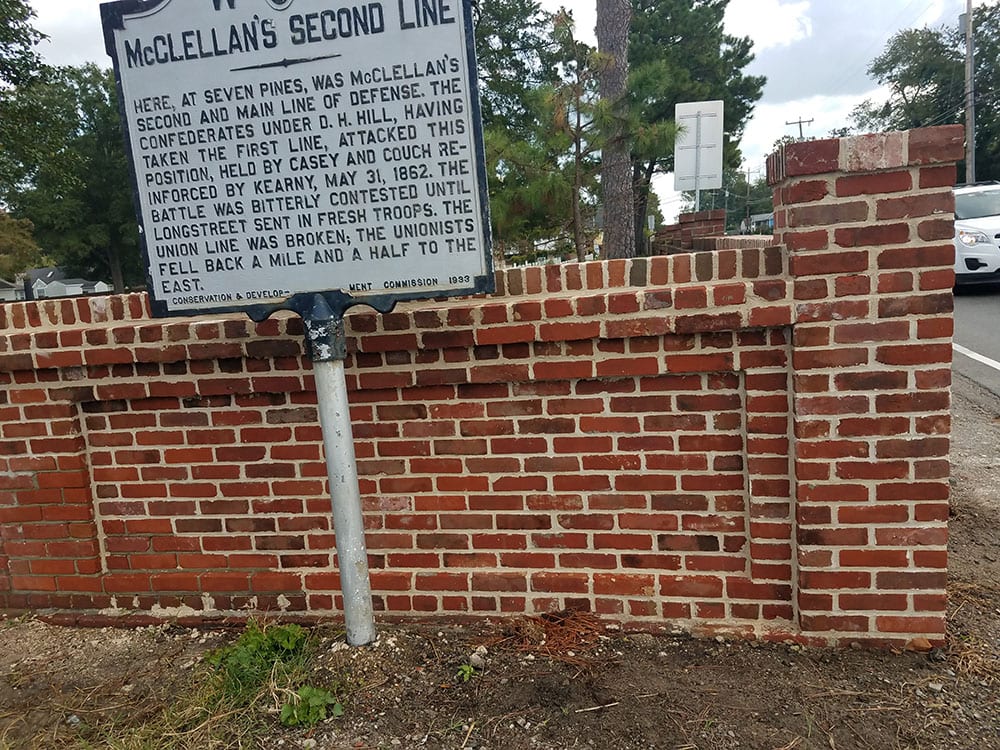 McCLELLAN'S SECOND LINE
HERE, AT SEVEN PINES, WAS McCLELLAN'S
SECOND AND MAIN LINE OF DEFENSE. THE
CONFEDERATES UNDER D. H. HILL, HAVING
TAKEN THE FIRST LINE, ATTACKED THIS
POSITION, HELD BY CASEY AND COUCH RE-
INFORCED BY KEARNY, MAY 31, 1862. THE
BATTLE WAS BITTERLY CONTESTED UNTIL
LONGSTREET SENT IN FRESH TROOPS. THE
UNION LINE WAS BROKEN; THE UNIONISTS
FELL BACK A MILE AND A HALF TO THE
EAST.
CONSERVATION & DEVELOP- MENT COMMISSION 1933